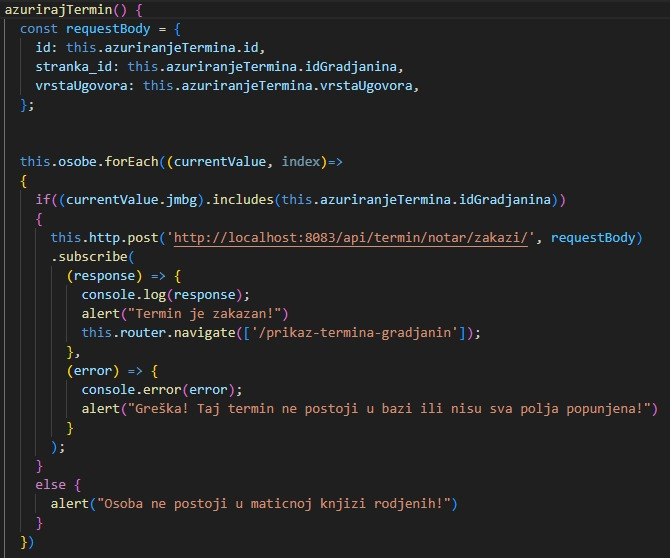 azurirajTermin() {
const requestBody = {
id: this.azuriranjeTermina.id,
stranka_id: this.azuriranjeTermina.idGradjanina,
vrstaUgovora: this.azuriranjeTermina.vrstaUgovora,
};
this.osobe.forEach((currentValue, index)=>
{
if((currentValue.jmbg).includes(this.azuriranjeTermina.idGradjanina))
{
this.http.post('http://localhost:8083/api/termin/notar/zakazi/', requestBody)
.subscribe(
(response) => {
console.log(response);
alert("Termin je zakazan!")
this.router.navigate(['/prikaz-termina-gradjanin']);
},
(error) => {
console.error(error);
alert("Greška! Taj termin ne postoji u bazi ili nisu sva polja popunjena!")
}
);
}
else {
alert("Osoba ne postoji u maticnoj knjizi rodjenih!")
}
})